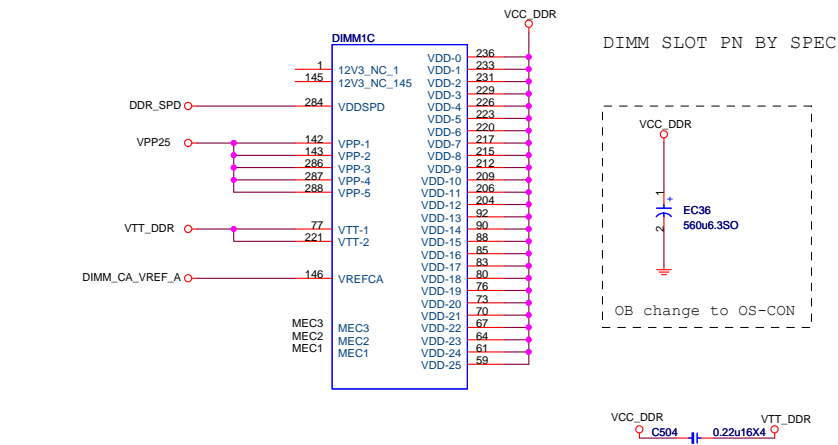 VCC_DDR
DIMM SLOT PN BY SPEC
DIMM1C
1 12V3_NC_1
145 12V3_NC_145
DDR_SPD 284 VDDSPD
VPP25 142 VPP-1
143 VPP-2
286 VPP-3
287 VPP-4
288 VPP-5
VTT_DDR 77 VTT-1
221 VTT-2
DIMM_CA_VREF_A 146 VREFCA
MEC3 MEC3
MEC2 MEC2
MEC1 MEC1
VDD-0 236
VDD-1 233
VDD-2 231
VDD-3 229
VDD-4 226
VDD-5 223
VDD-6 220
VDD-7 217
VDD-8 215
VDD-9 212
VDD-10 209
VDD-11 206
VDD-12 204
VDD-13 92
VDD-14 90
VDD-15 88
VDD-16 85
VDD-17 83
VDD-18 80
VDD-19 76
VDD-20 73
VDD-21 70
VDD-22 67
VDD-23 64
VDD-24 61
VDD-25 59
VCC_DDR
1
+
EC36
560u6.3SO
2
OB change to OS-CON
VCC_DDR VTT_DDR
C504 0.22u16X4